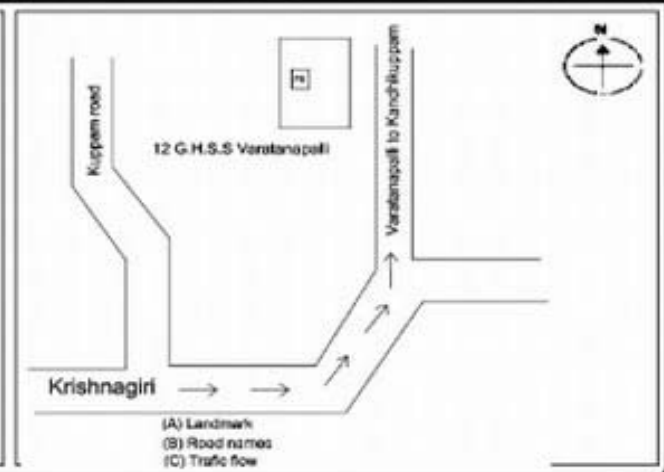 N
Kuppam road
Varatanapalli to Kandhikuppam
12 G.H.S.S Varatanapalli
Krishnagiri
(A) Landmark
(B) Road names
(C) Trafic flow